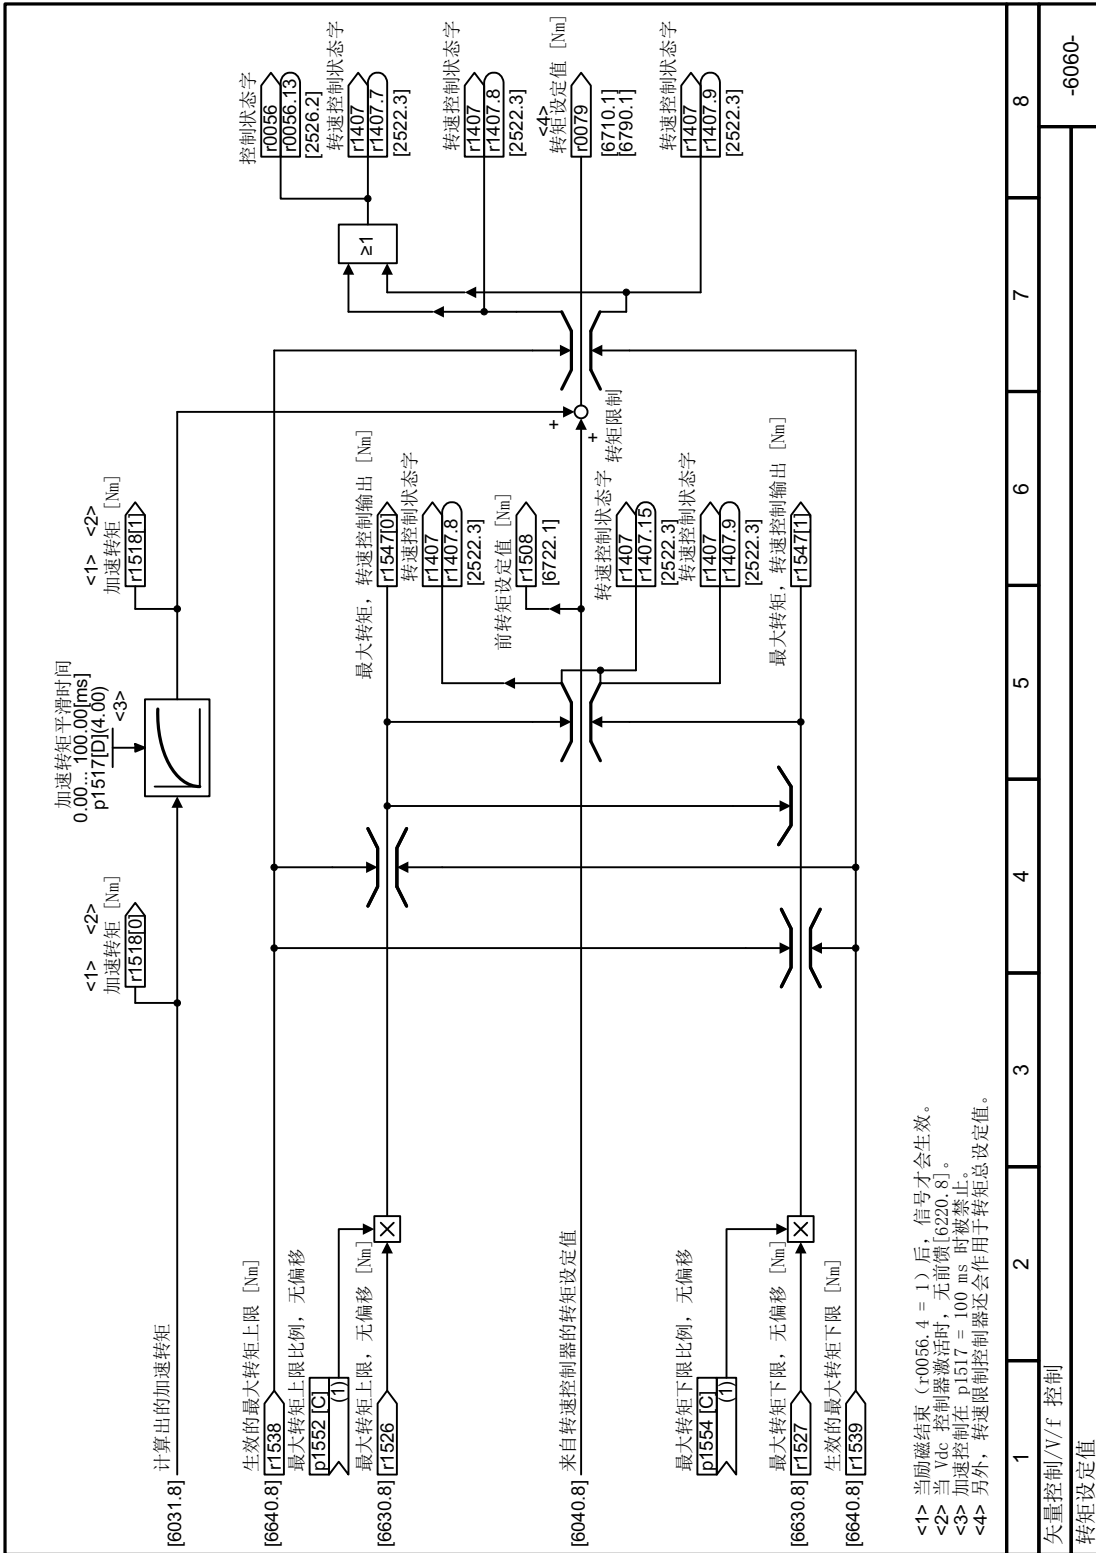 [6031.8]
计算出的加速转矩
<1> <2>
加速转矩 [Nm]
r1518[0]
加速转矩平滑时间
0.00... 100.00[ms]
p1517[D](4.00)
<3>
<1> <2>
加速转矩 [Nm]
r1518[1]
生效的最大转矩上限 [Nm]
[6640.8]
r1538
最大转矩上限比例, 无偏移
p1552 [C]
(1)
最大转矩上限, 无偏移 [Nm]
[6630.8]
r1526
X
最大转矩, 转速控制输出 [Nm]
r1547[0]
转速控制状态字
r1407
r1407.8
[2522.3]
前转矩设定值 [Nm]
r1508
[6722.1]
来自转速控制器的转矩设定值
[6040.8]
转速控制状态字
r1407
r1407.15
[2522.3]
转速控制状态字
r1407
r1407.9
[2522.3]
最大转矩, 转速控制输出 [Nm]
r1547[1]
最大转矩下限比例, 无偏移
p1554 [C]
(1)
最大转矩下限, 无偏移 [Nm]
[6630.8]
r1527
X
生效的最大转矩下限 [Nm]
[6640.8]
r1539
+
+
转矩限制
≥1
控制状态字
r0056
r0056.13
[2526.2]
转速控制状态字
r1407
r1407.7
[2522.3]
转速控制状态字
r1407
r1407.8
[2522.3]
<4>
转矩设定值 [Nm]
r0079
[6710.1]
[6790.1]
转速控制状态字
r1407
r1407.9
[2522.3]
<1> 当励磁结束 (r0056.4 = 1) 后, 信号才会生效。
<2> 当 Vdc 控制器激活时, 无前馈[6220.8]。
<3> 加速控制在 p1517 = 100 ms 时被禁止。
<4> 另外, 转速限制控制器还会作用于转矩总设定值。
1 2 3 4 5 6 7 8
矢量控制/V/f 控制
转矩设定值
-6060-